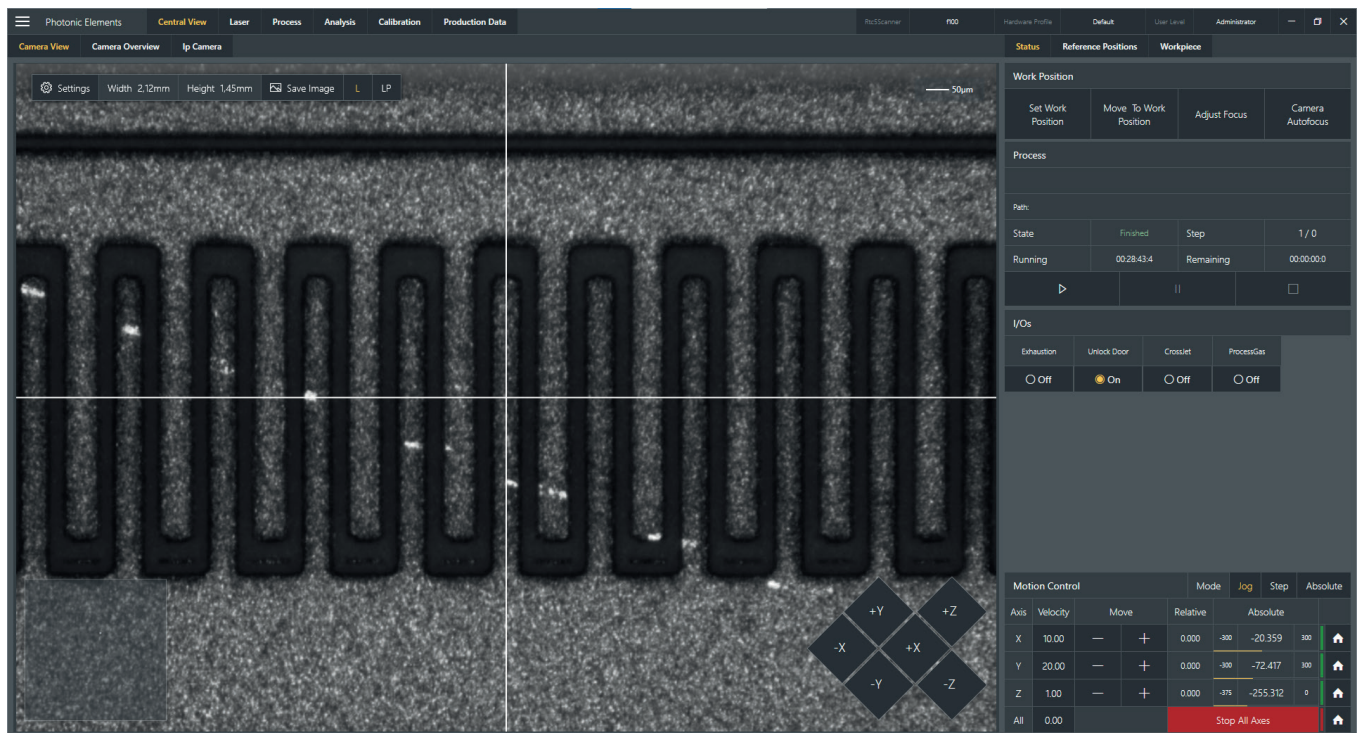 Photonic Elements Central View Laser Process Analysis Calibration Production Data Rtc5Scanner f100 Hardware Profile Default User Level Administrator
Camera View Camera Overview Ip Camera Status Reference Positions Workpiece
Settings Width 2,12mm Height 1,45mm Save Image L LP
50µm
Work Position
Set Work Position
Move To Work Position
Adjust Focus
Camera Autofocus
Process
Path:
State Finished Step 1 / 0
Running 00:28:43:4 Remaining 00:00:00:0
I/Os
Exhaustion Unlock Door CrossJet ProcessGas
Off On Off Off
+Y +Z
-X +X
-Y -Z
Motion Control Mode Jog Step Absolute
Axis Velocity Move Relative Absolute
X 10.00 — + 0.000 -300 -20.359 300
Y 20.00 — + 0.000 -300 -72.417 300
Z 1.00 — + 0.000 -375 -255.312 0
All 0.00 Stop All Axes